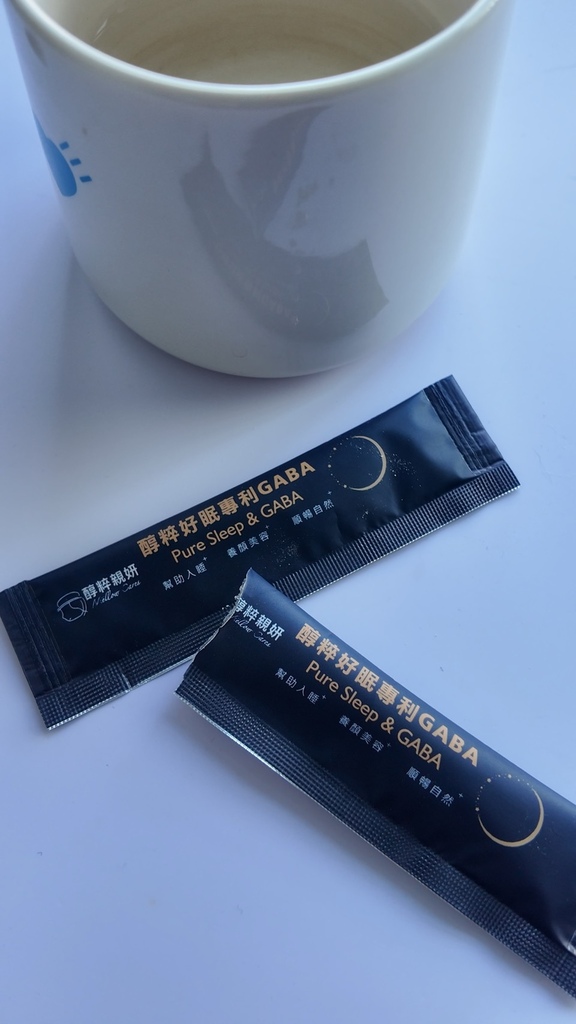 醇粹好眠專利GABA
Pure Sleep & GABA
幫助入睡+ 養顏美容+ 順暢自然+
醇粹親妍
Mellow Series
醇粹親妍
醇粹好眠專利GABA
Pure Sleep & GABA
幫助入睡+ 養顏美容+ 順暢自然+